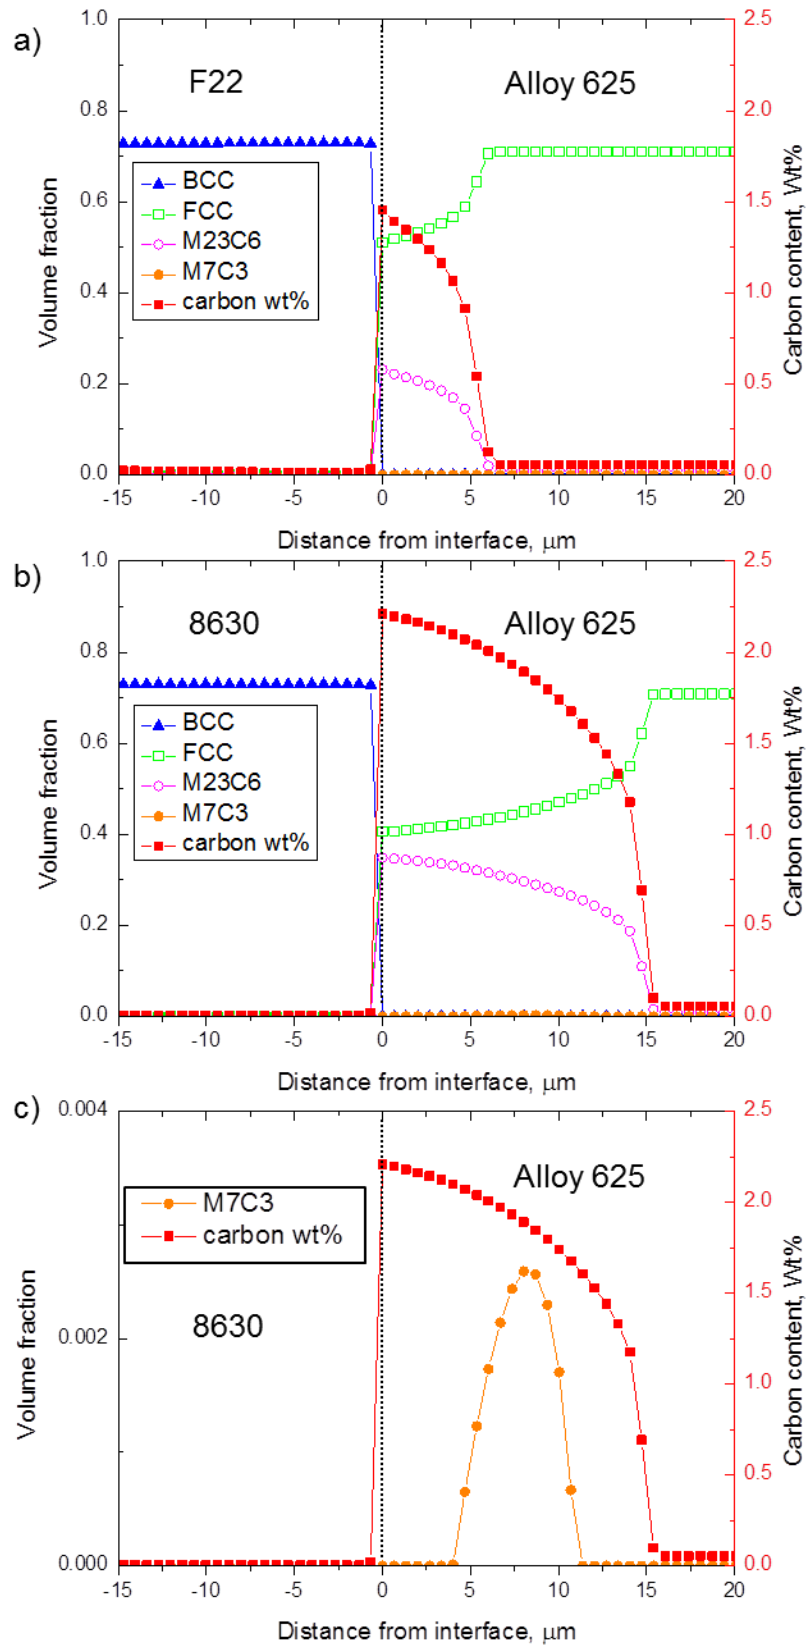 a)
F22
Alloy 625
BCC
FCC
M23C6
M7C3
carbon wt%
1.0
0.8
0.6
0.4
0.2
0.0
Volume fraction
2.5
2.0
1.5
1.0
0.5
0.0
Carbon content, Wt%
-15 -10 -5 0 5 10 15 20
Distance from interface, μm
b)
8630
Alloy 625
BCC
FCC
M23C6
M7C3
carbon wt%
1.0
0.8
0.6
0.4
0.2
0.0
Volume fraction
2.5
2.0
1.5
1.0
0.5
0.0
Carbon content, Wt%
-15 -10 -5 0 5 10 15 20
Distance from interface, μm
c)
Alloy 625
M7C3
carbon wt%
8630
0.004
0.002
0.000
Volume fraction
2.5
2.0
1.5
1.0
0.5
0.0
Carbon content, Wt%
-15 -10 -5 0 5 10 15 20
Distance from interface, μm